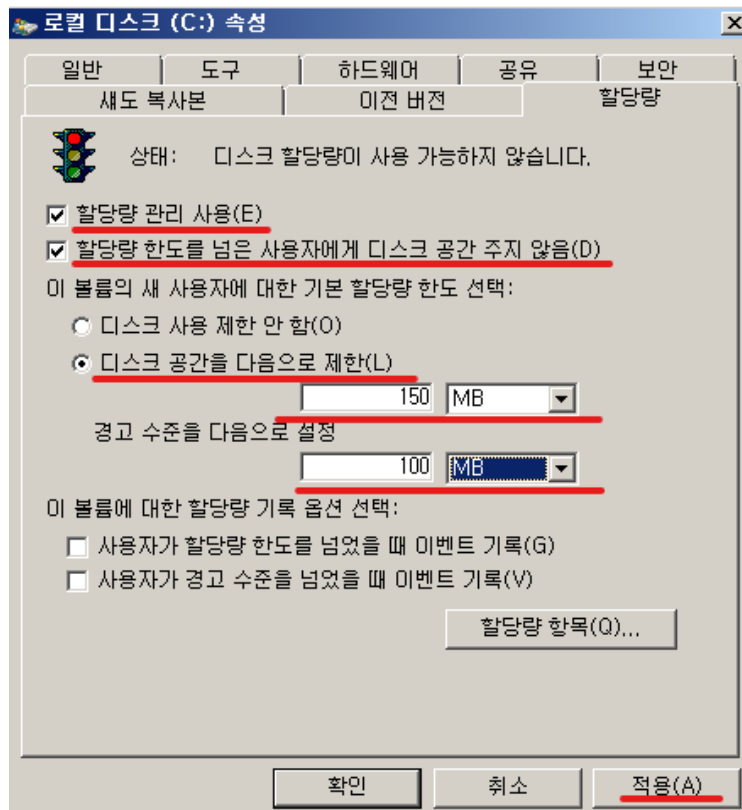 로컬 디스크 (C:) 속성
일반 도구 하드웨어 공유 보안
섀도 복사본 이전 버전 할당량
상태: 디스크 할당량이 사용 가능하지 않습니다.
할당량 관리 사용(E)
할당량 한도를 넘은 사용자에게 디스크 공간 주지 않음(D)
이 볼륨의 새 사용자에 대한 기본 할당량 한도 선택:
디스크 사용 제한 안 함(O)
디스크 공간을 다음으로 제한(L)
150 MB
경고 수준을 다음으로 설정
100 MB
이 볼륨에 대한 할당량 기록 옵션 선택:
사용자가 할당량 한도를 넘었을 때 이벤트 기록(G)
사용자가 경고 수준을 넘었을 때 이벤트 기록(V)
할당량 항목(Q)...
확인 취소 적용(A)